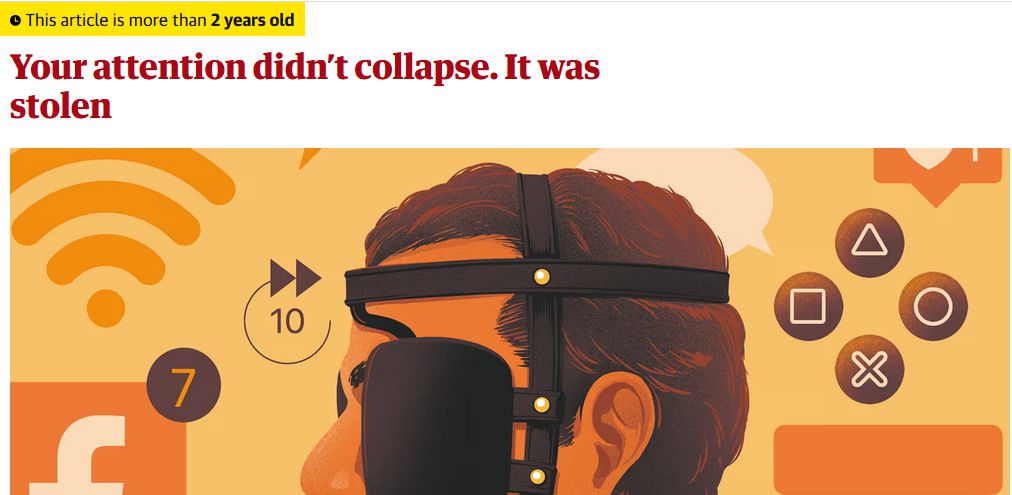 This article is more than 2 years old
Your attention didn’t collapse. It was
stolen
10
7
f